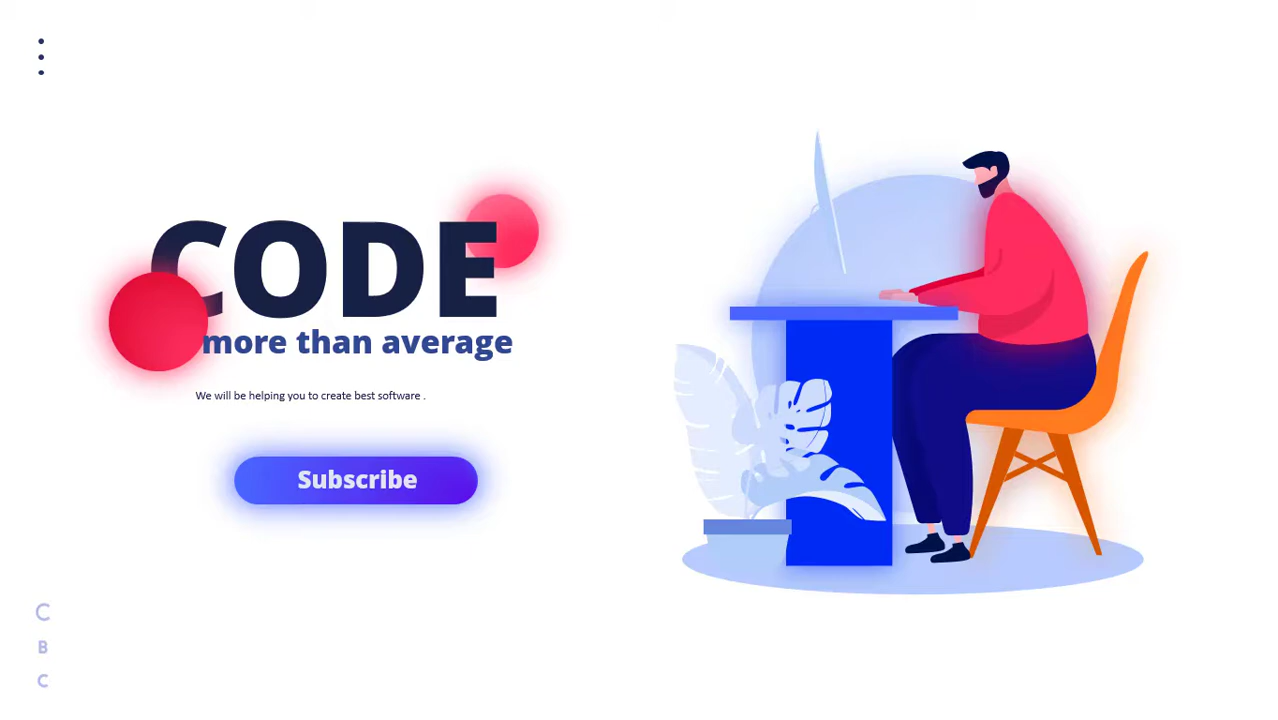 CODE
more than average
We will be helping you to create best software .
Subscribe
C
B
C